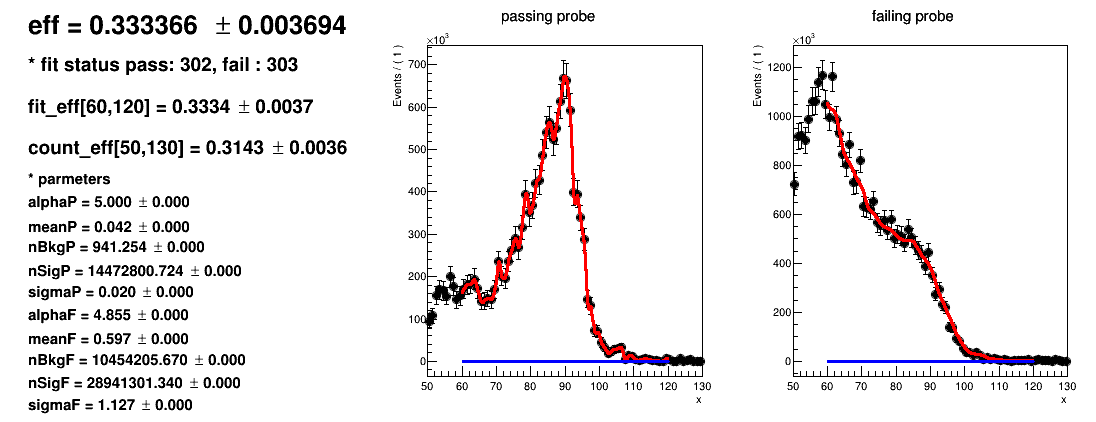 eff = 0.333366 ± 0.003694
* fit status pass: 302, fail : 303
fit_eff[60,120] = 0.3334 ± 0.0037
count_eff[50,130] = 0.3143 ± 0.0036
* parmeters
alphaP = 5.000 ± 0.000
meanP = 0.042 ± 0.000
nBkgP = 941.254 ± 0.000
nSigP = 14472800.724 ± 0.000
sigmaP = 0.020 ± 0.000
alphaF = 4.855 ± 0.000
meanF = 0.597 ± 0.000
nBkgF = 10454205.670 ± 0.000
nSigF = 28941301.340 ± 0.000
sigmaF = 1.127 ± 0.000
passing probe
×10³
Events / ( 1 )
700
600
500
400
300
200
100
0
50 60 70 80 90 100 110 120 130
x
failing probe
×10³
Events / ( 1 )
1200
1000
800
600
400
200
0
50 60 70 80 90 100 110 120 130
x